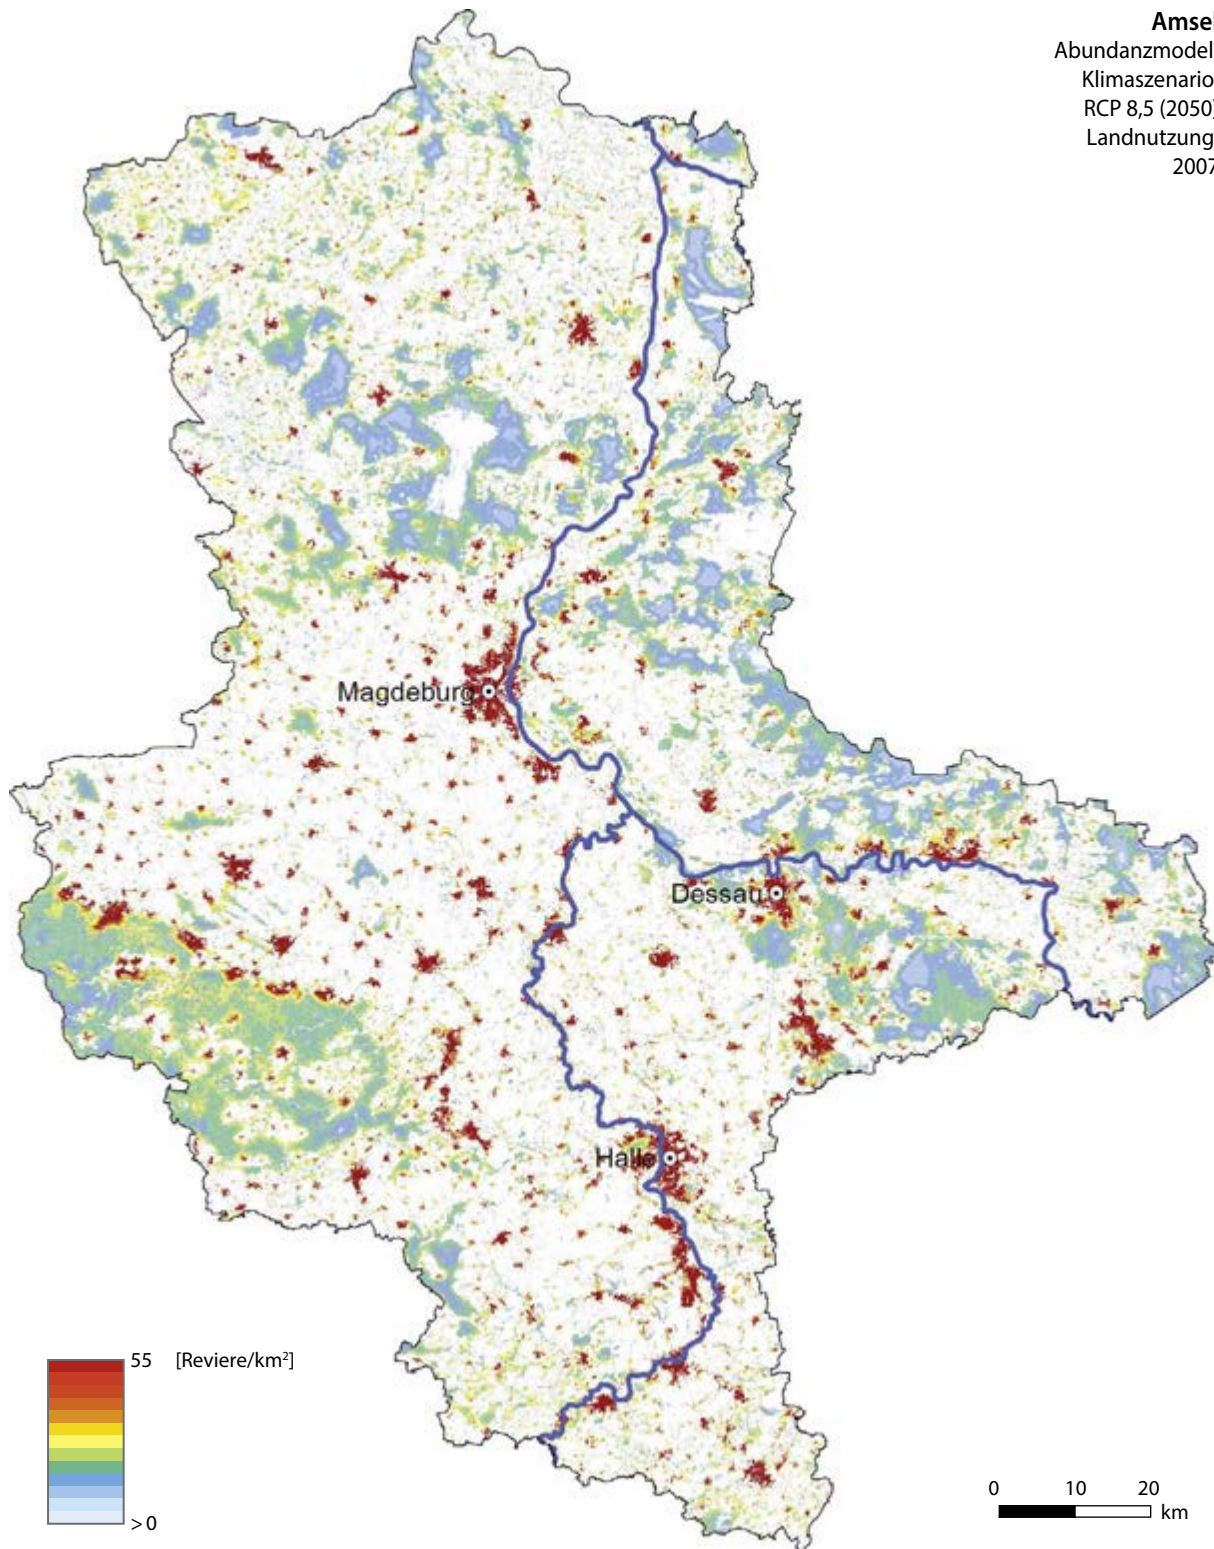 Amsel
Abundanzmodell
Klimaszenario
RCP 8,5 (2050)
Landnutzung
2007
Magdeburg
Dessau
Halle
55 [Reviere/km²]
> 0
0 10 20
km